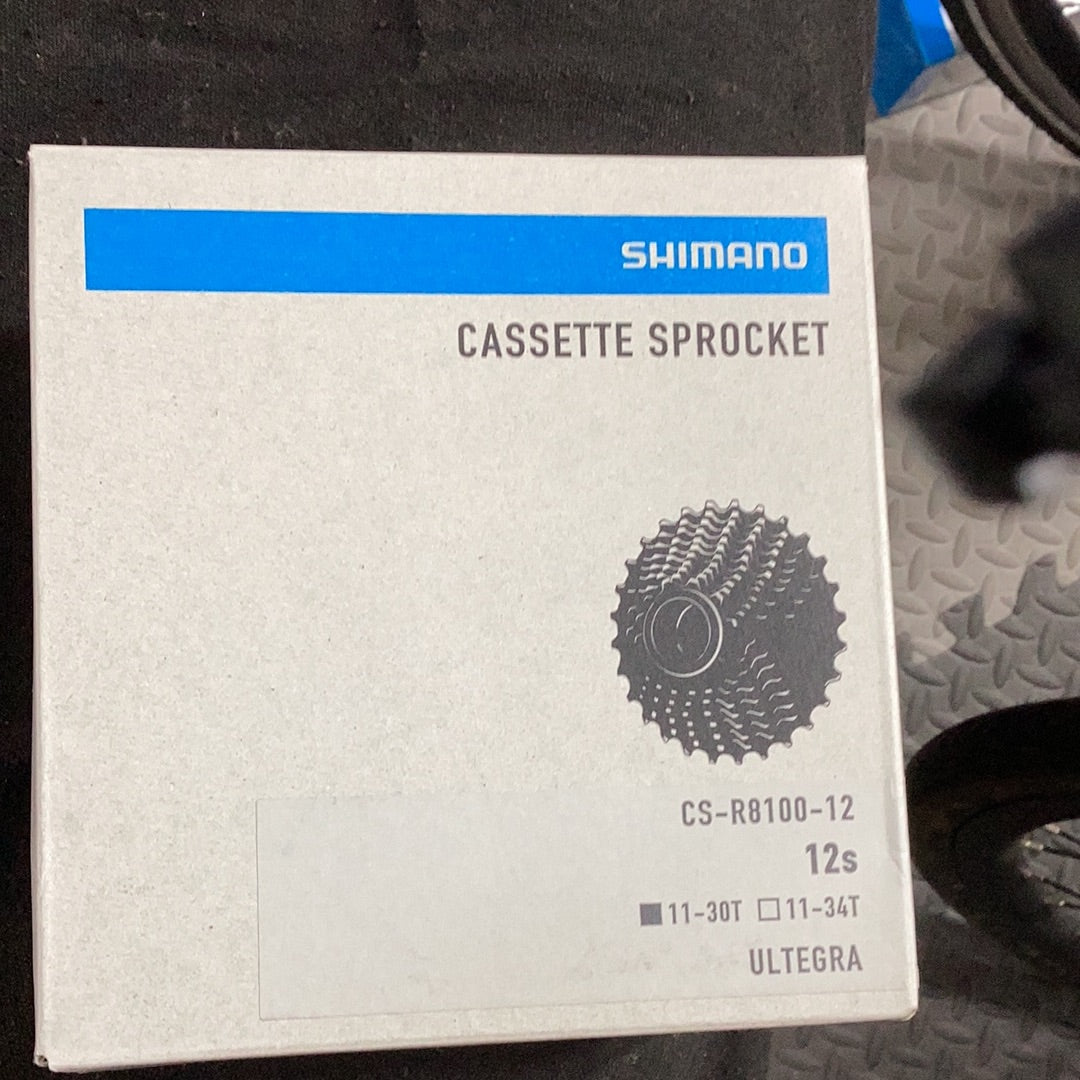 SHIMANO
CASSETTE SPROCKET
CS-R8100-12
12s
■11-30T □11-34T
ULTEGRA